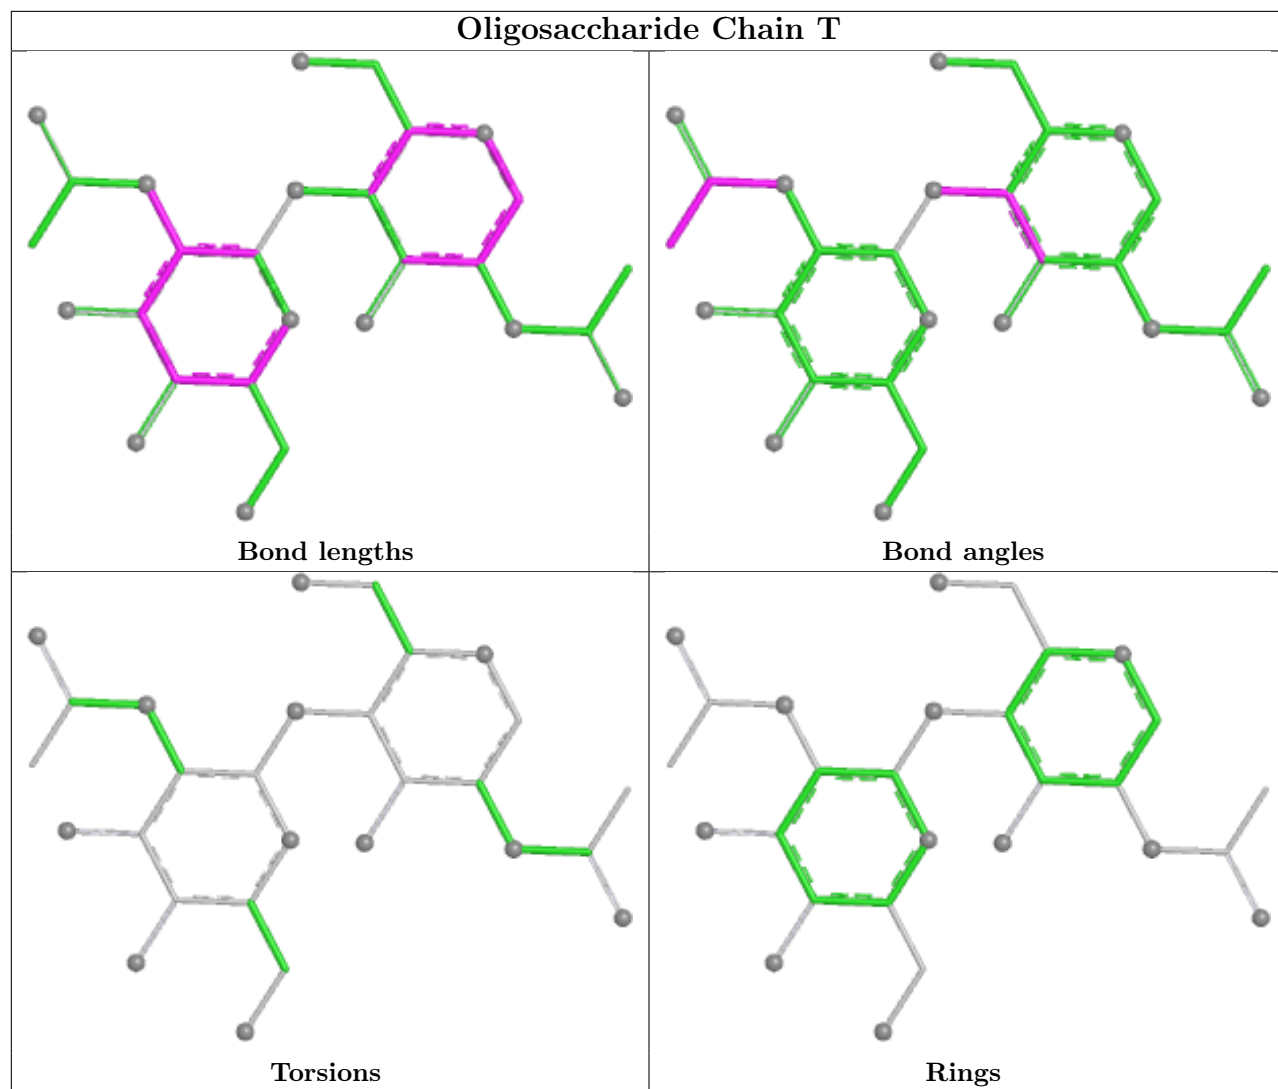 Oligosaccharide Chain T
Bond lengths
Bond angles
Torsions
Rings